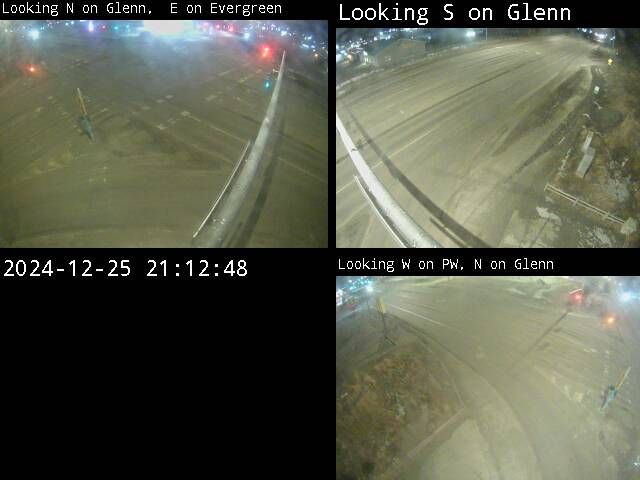 Looking N on Glenn,  E on Evergreen
Looking S on Glenn
2024-12-25 21:12:48
Looking W on PW, N on Glenn